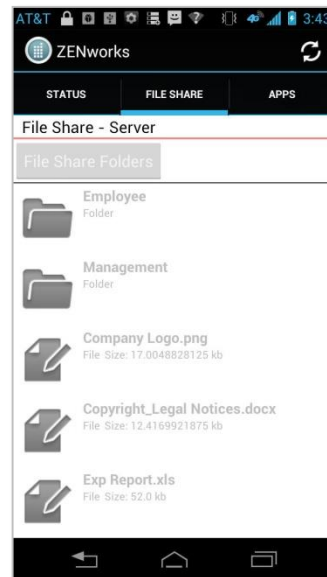 AT&T 3:43
ZENworks
STATUS FILE SHARE APPS
File Share - Server
File Share Folders
Employee
Folder
Management
Folder
Company Logo.png
File Size: 17.0048828125 kb
Copyright_Legal Notices.docx
File Size: 12.4169921875 kb
Exp Report.xls
File Size: 52.0 kb